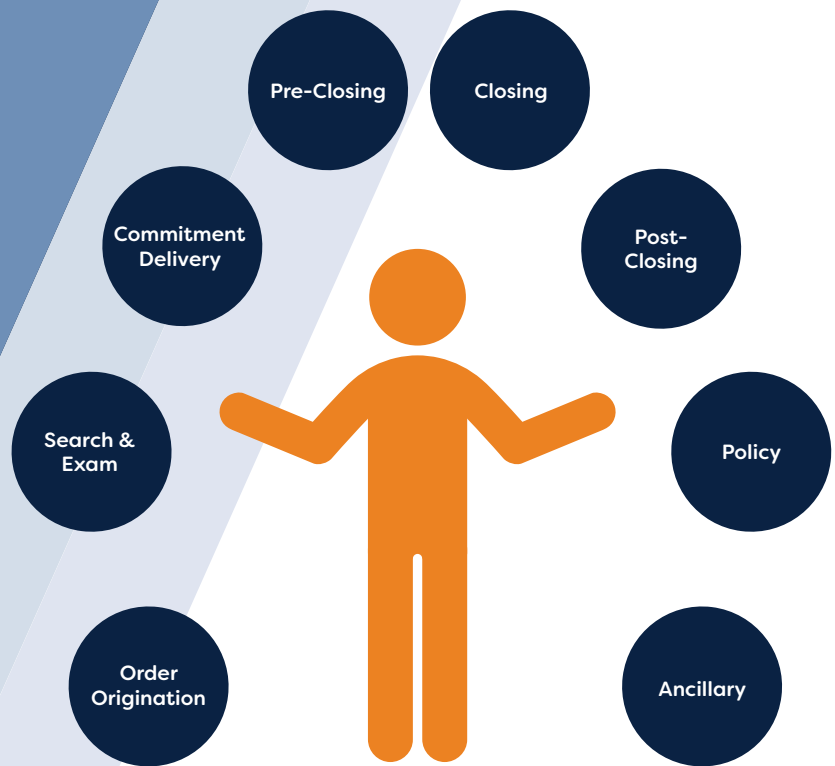 Pre-Closing
Closing
Commitment
Delivery
Post-
Closing
Search &
Exam
Policy
Order
Origination
Ancillary